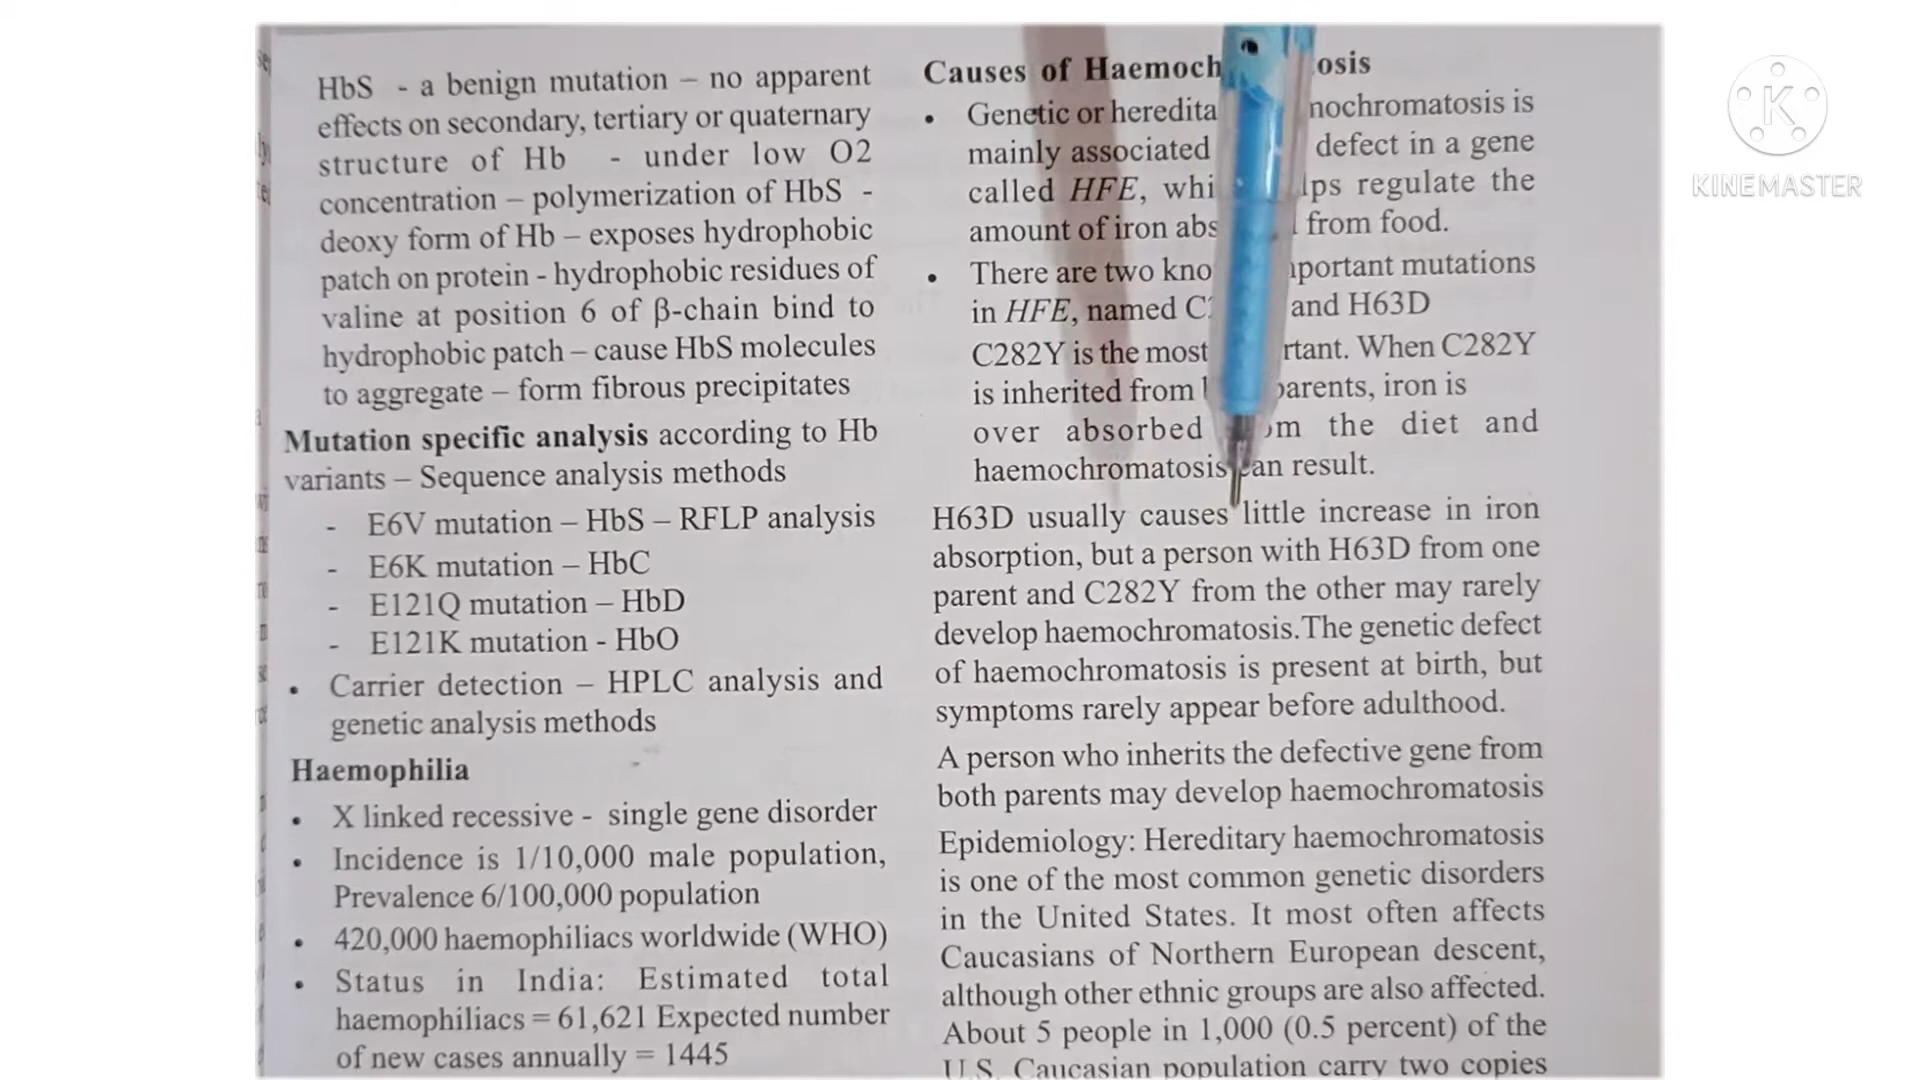 HbS - a benign mutation – no apparent
effects on secondary, tertiary or quaternary
structure of Hb - under low O2
concentration – polymerization of HbS -
deoxy form of Hb – exposes hydrophobic
patch on protein - hydrophobic residues of
valine at position 6 of β-chain bind to
hydrophobic patch – cause HbS molecules
to aggregate – form fibrous precipitates
Mutation specific analysis according to Hb
variants – Sequence analysis methods
- E6V mutation – HbS – RFLP analysis
- E6K mutation – HbC
- E121Q mutation – HbD
- E121K mutation - HbO
• Carrier detection – HPLC analysis and
genetic analysis methods
Haemophilia
• X linked recessive - single gene disorder
• Incidence is 1/10,000 male population,
Prevalence 6/100,000 population
• 420,000 haemophiliacs worldwide (WHO)
• Status in India: Estimated total
haemophiliacs = 61,621 Expected number
of new cases annually = 1445
Causes of
• Genetic or is
mainly associated defect in a gene
called HFE, regulate the
amount of iron from food.
• There are two mutations
in HFE, named and H63D
C282Y is the most When C282Y
is inherited from parents, iron is
over absorbed the diet and
haemochromatosis can result.
H63D usually causes little increase in iron
absorption, but a person with H63D from one
parent and C282Y from the other may rarely
develop haemochromatosis. The genetic defect
of haemochromatosis is present at birth, but
symptoms rarely appear before adulthood.
A person who inherits the defective gene from
both parents may develop haemochromatosis
Epidemiology: Hereditary haemochromatosis
is one of the most common genetic disorders
in the United States. It most often affects
Caucasians of Northern European descent,
although other ethnic groups are also affected.
About 5 people in 1,000 (0.5 percent) of the
U.S. Caucasian population carry two copies
K
KINEMASTER